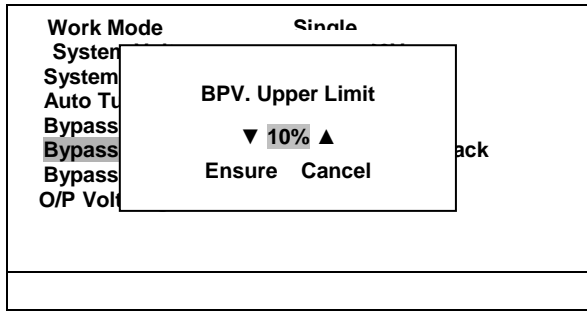 Work Mode Single
System
System
Auto Tu
BPV. Upper Limit
Bypass
▼ 10% ▲
Bypass ack
Bypass
Ensure Cancel
O/P Volt